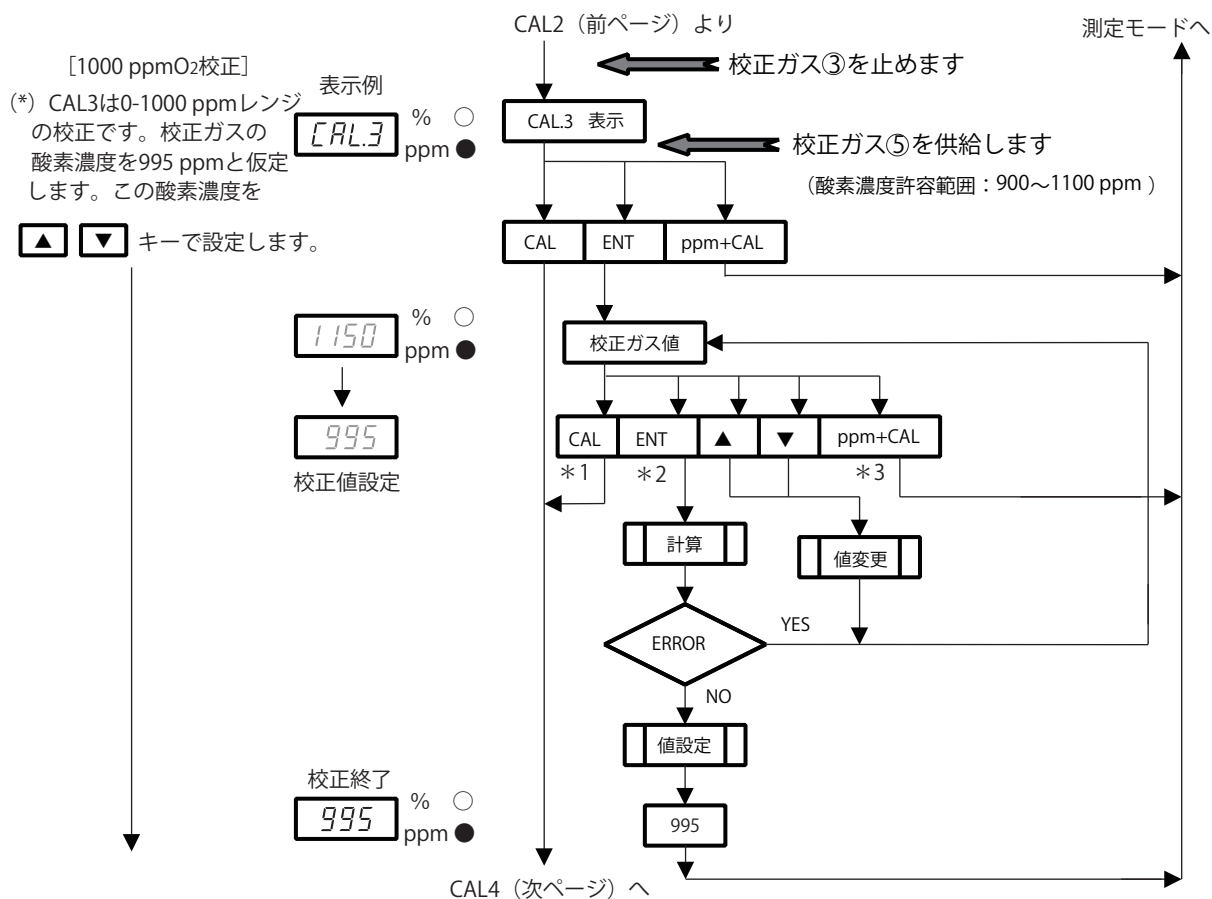 CAL2（前ページ）より
測定モードへ
［1000 ppmO2校正］
校正ガス③を止めます
表示例
(*）CAL3は0-1000 ppmレンジ
の校正です。校正ガスの
酸素濃度を995 ppmと仮定
します。この酸素濃度を
▲ ▼ キーで設定します。
CAL.3
% ○
ppm ●
CAL.3 表示
校正ガス⑤を供給します
（酸素濃度許容範囲：900～1100 ppm ）
CAL ENT ppm+CAL
1150
% ○
ppm ●
校正ガス値
995
校正値設定
CAL ENT ▲ ▼ ppm+CAL
＊1 ＊2 ＊3
計算
値変更
ERROR
YES
NO
値設定
校正終了
995
% ○
ppm ●
995
CAL4（次ページ）へ